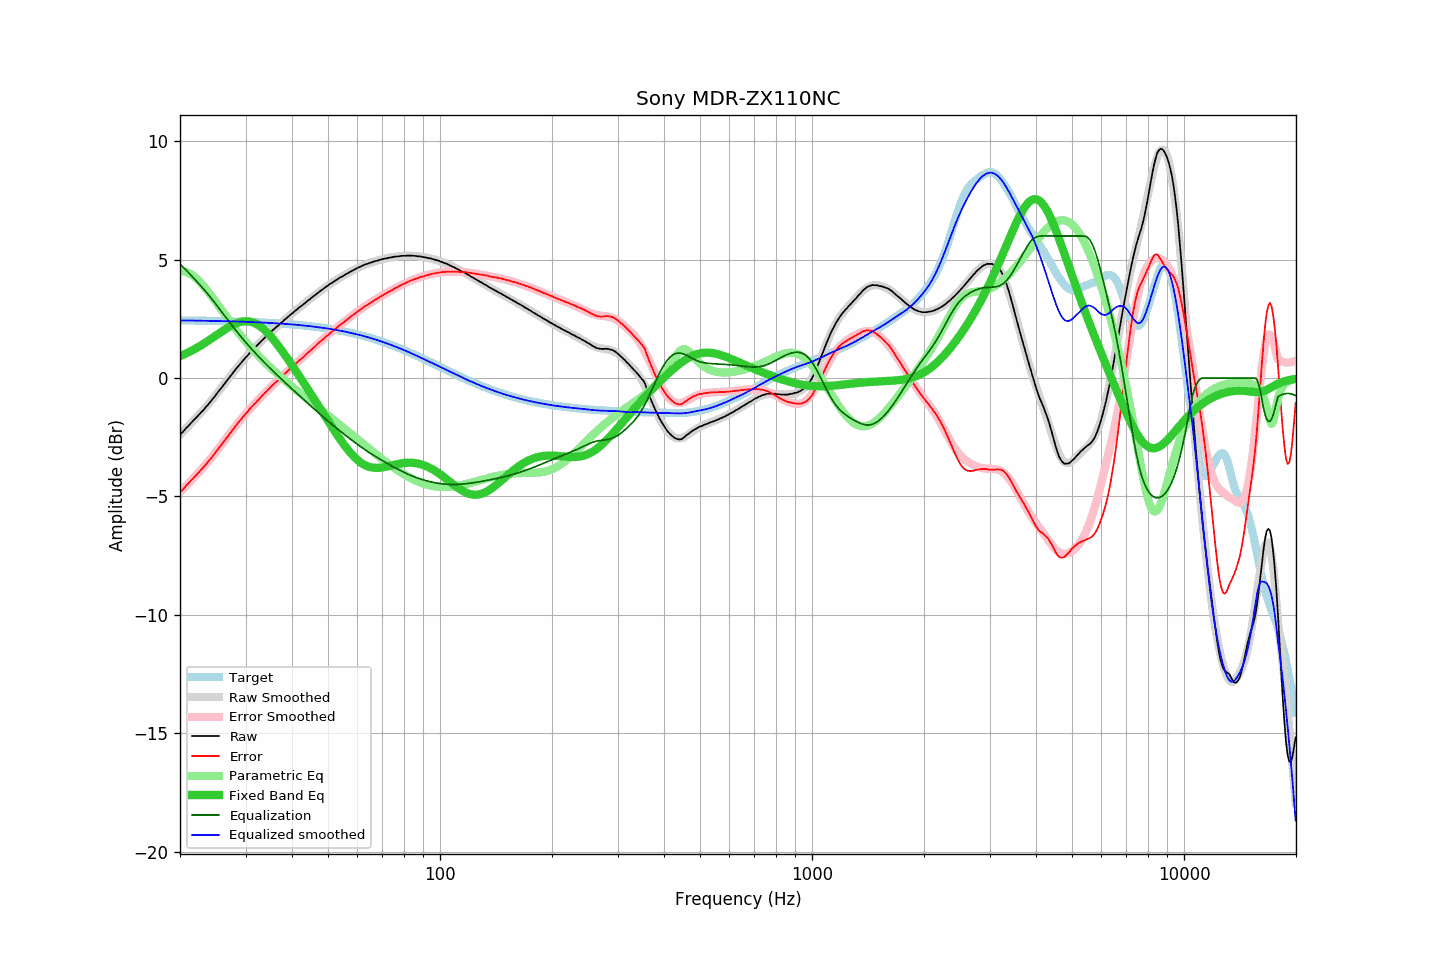 Sony MDR-ZX110NC
10
5
0
−5
−10
−15
−20
Amplitude (dBr)
Target
Raw Smoothed
Error Smoothed
Raw
Error
Parametric Eq
Fixed Band Eq
Equalization
Equalized smoothed
100
1000
10000
Frequency (Hz)